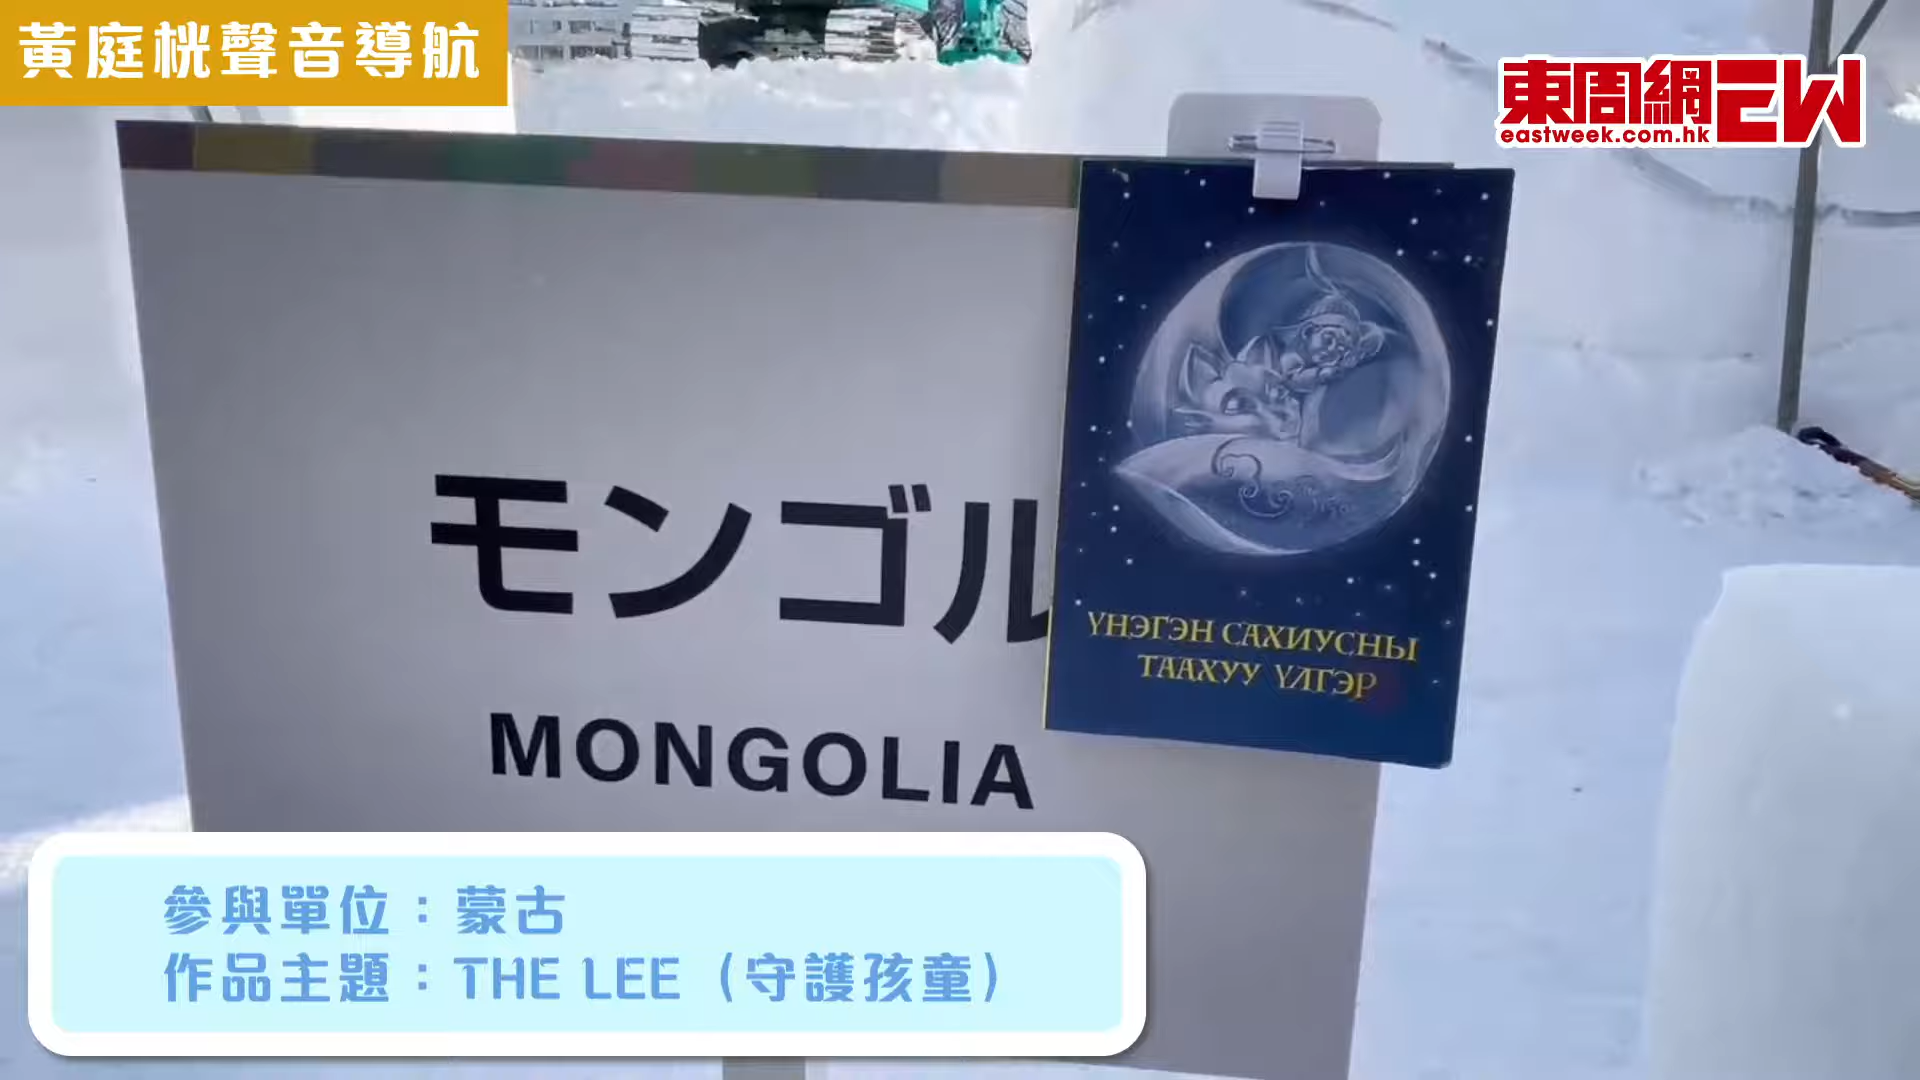 黃庭桄聲音導航
東周網EW
eastweek.com.hk
モンゴル
MONGOLIA
ҮНЭГЭН САХИУСНЫ
ТААХУУ ҮЛГЭР
參與單位：蒙古
作品主題：THE LEE（守護孩童）